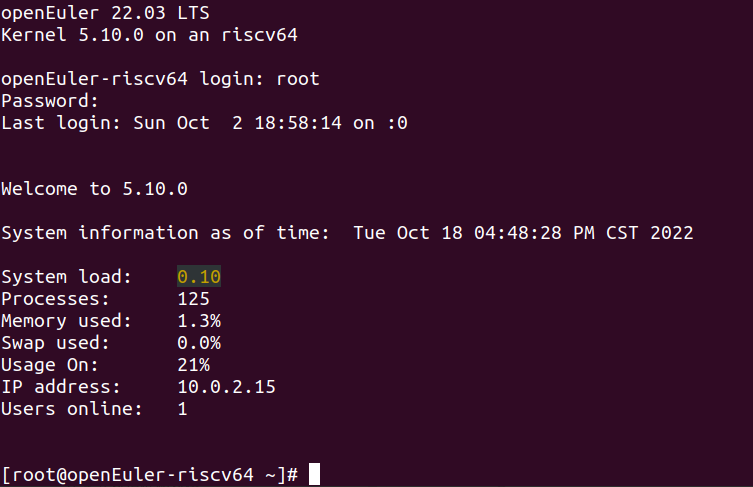 openEuler 22.03 LTS
Kernel 5.10.0 on an riscv64
openEuler-riscv64 login: root
Password:
Last login: Sun Oct  2 18:58:14 on :0
Welcome to 5.10.0
System information as of time:  Tue Oct 18 04:48:28 PM CST 2022
System load:    0.10
Processes:      125
Memory used:    1.3%
Swap used:      0.0%
Usage On:       21%
IP address:     10.0.2.15
Users online:   1
[root@openEuler-riscv64 ~]#